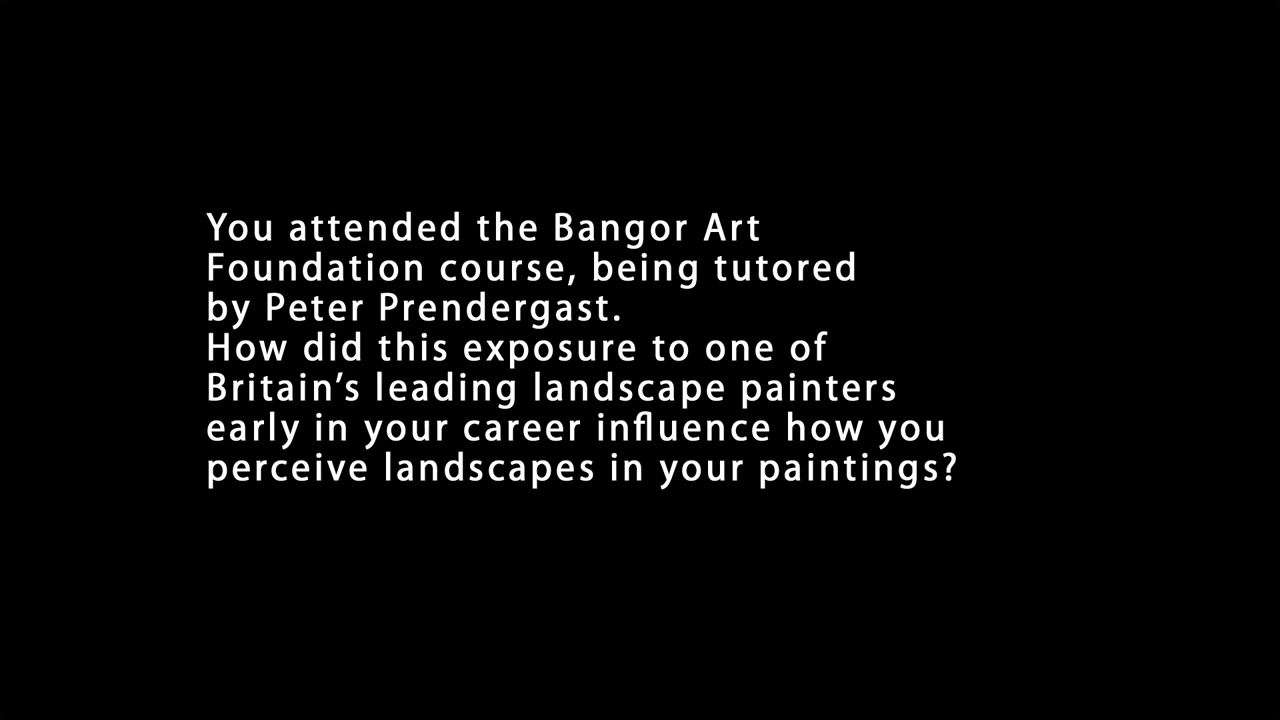 You attended the Bangor Art
Foundation course, being tutored
by Peter Prendergast.
How did this exposure to one of
Britain’s leading landscape painters
early in your career influence how you
perceive landscapes in your paintings?